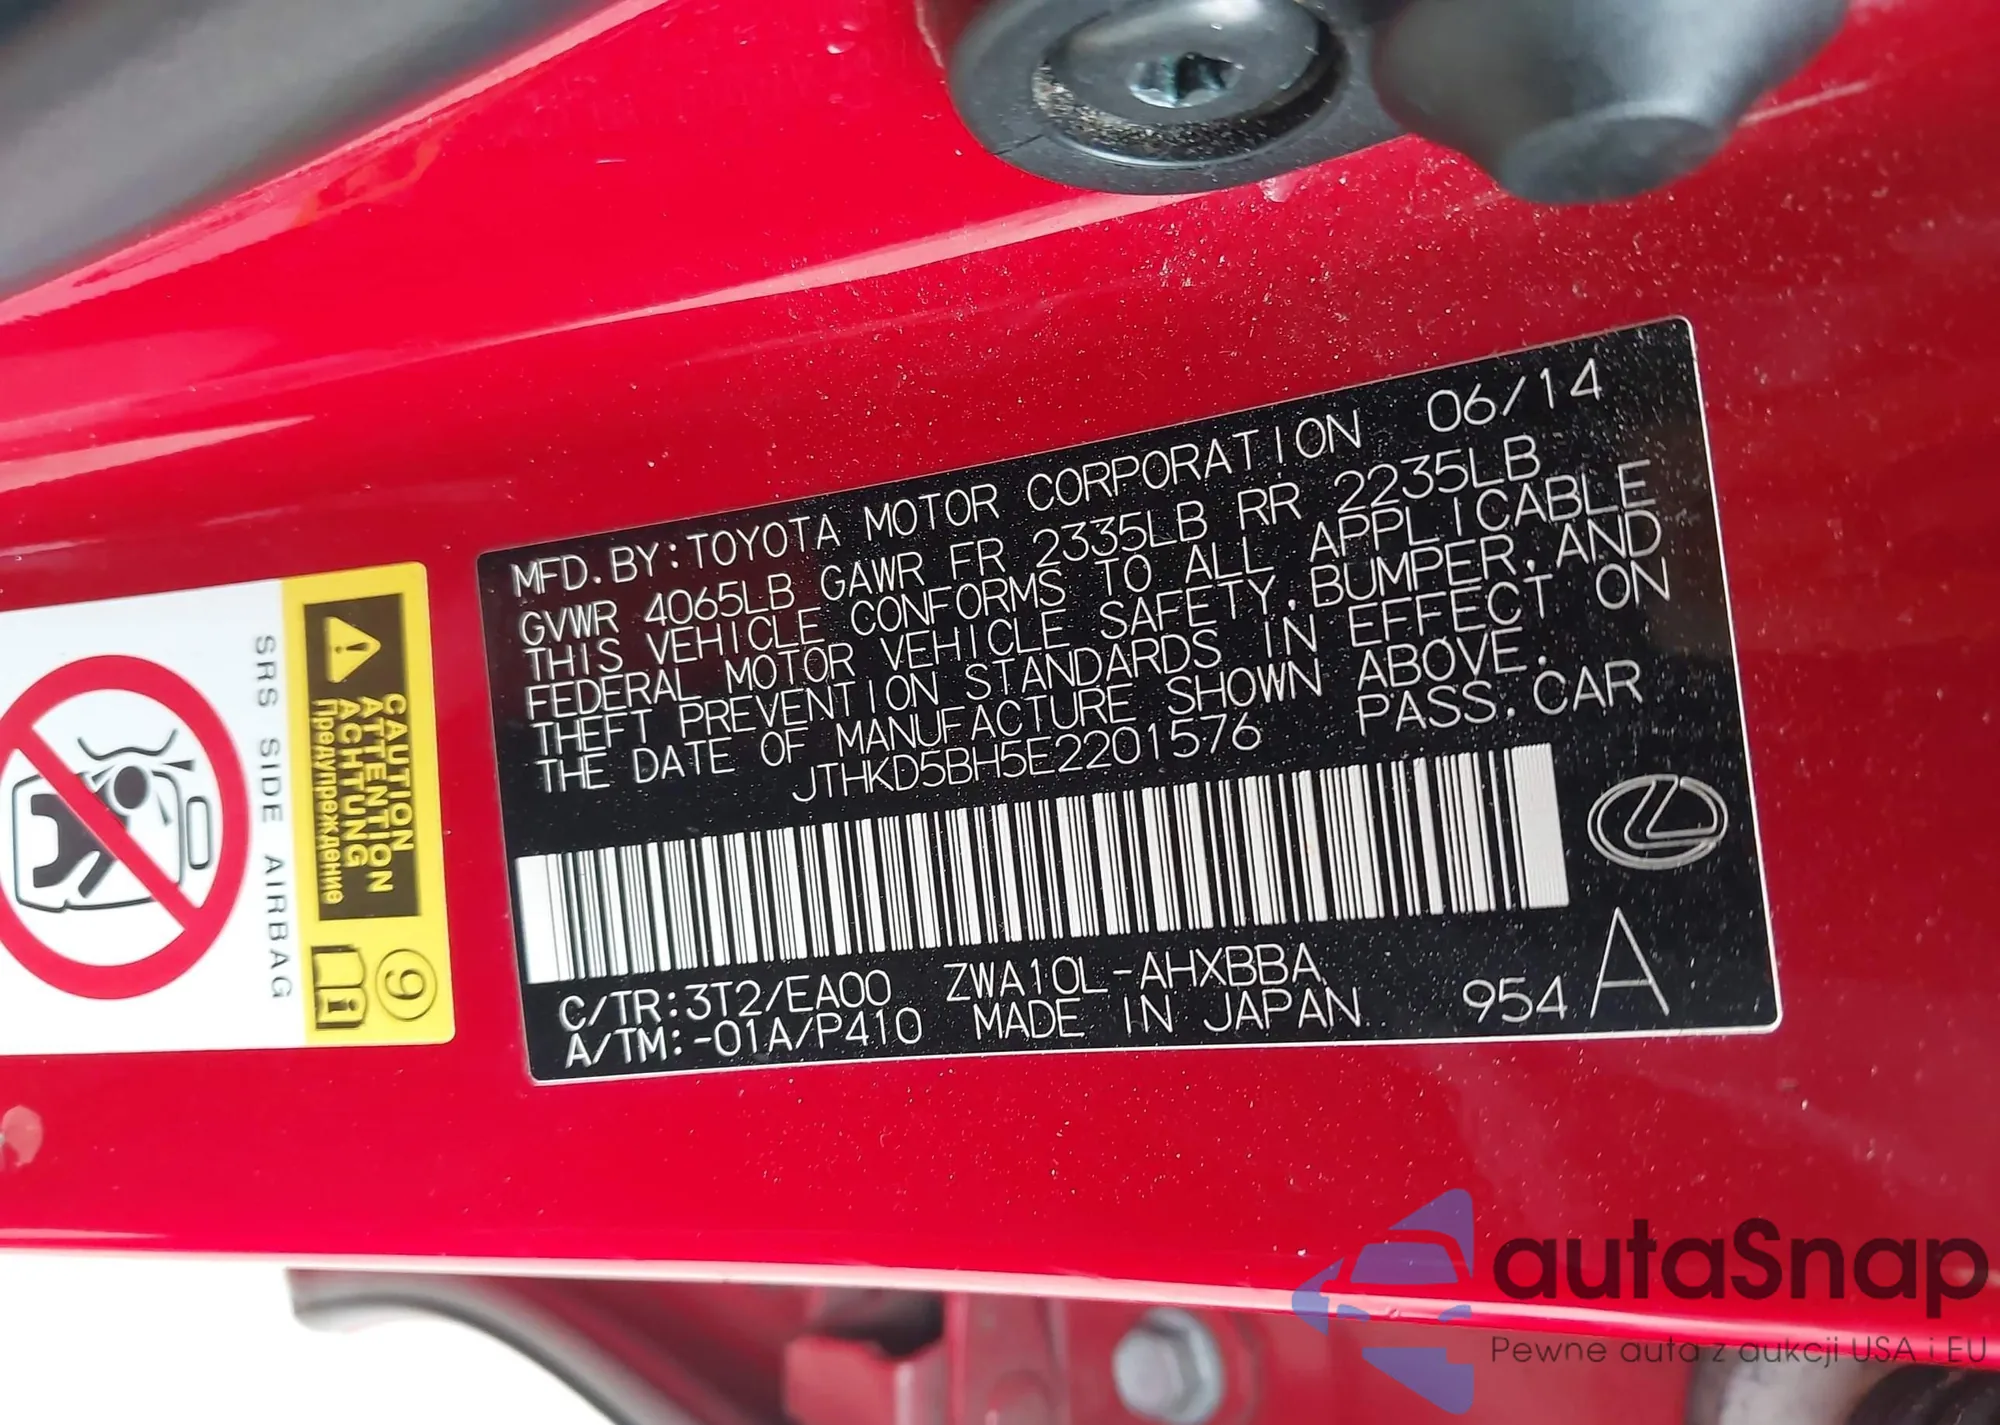 MFD. BY: TOYOTA MOTOR CORPORATION 06/14
GVWR 4065LB GAWR FR 2335LB RR 2235LB
THIS VEHICLE CONFORMS TO ALL APPLICABLE
FEDERAL MOTOR VEHICLE SAFETY, BUMPER, AND
THEFT PREVENTION STANDARDS IN EFFECT ON
THE DATE OF MANUFACTURE SHOWN ABOVE.
JTHKD5BH5E2201576 PASS. CAR
C/TR: 3T2/EA00 ZWA10L-AHXBBA
A/TM: -01A/P410 MADE IN JAPAN 954 A
CAUTION
ATTENTION
ACHTUNG
Предупреждение
9
SRS SIDE AIRBAG
autaSnap
Pewne auta z aukcji USA i EU